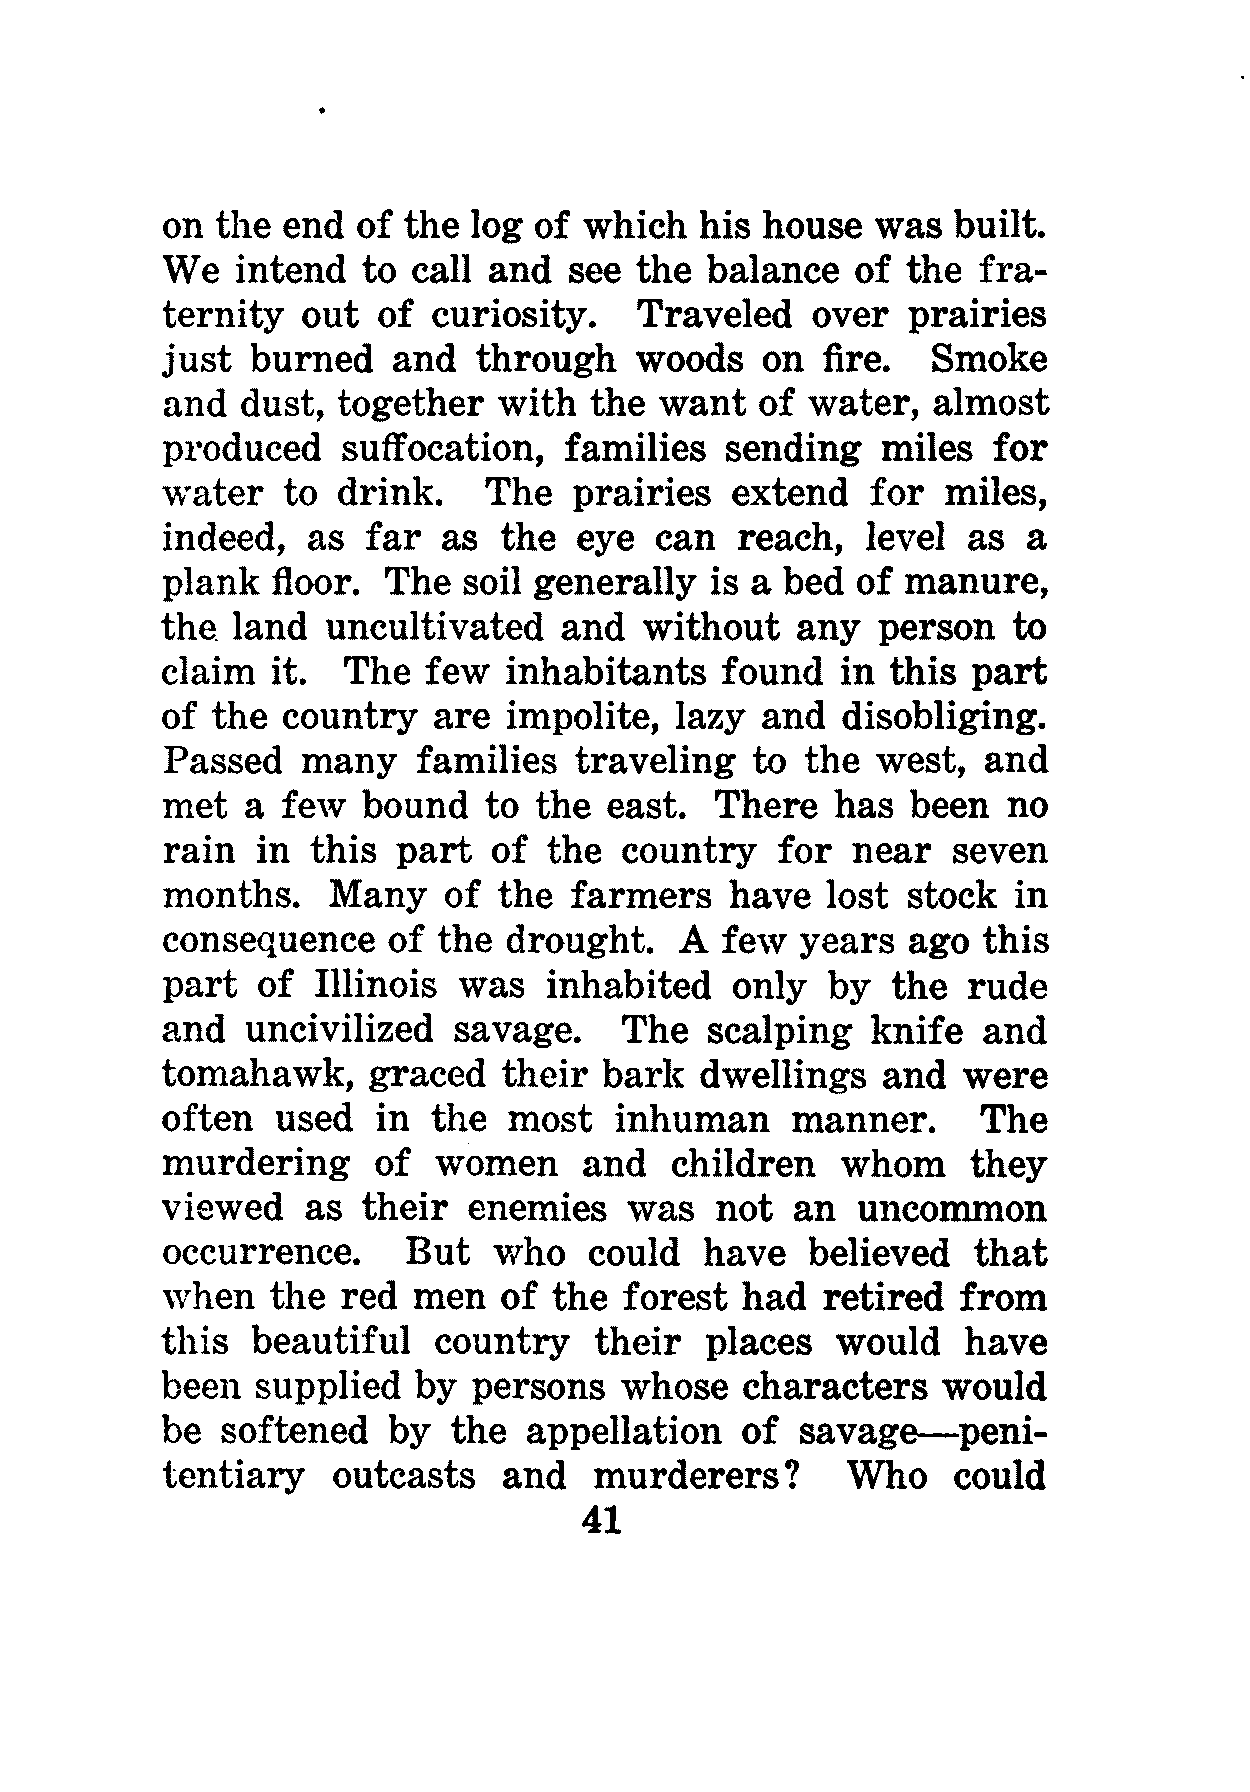 on the end of the log of which his house was built.
We intend to call and see the balance of the fra-
ternity out of curiosity. Traveled over prairies
just burned and through woods on fire. Smoke
and dust, together with the want of water, almost
produced suffocation, families sending miles for
water to drink. The prairies extend for miles,
indeed, as far as the eye can reach, level as a
plank floor. The soil generally is a bed of manure,
the land uncultivated and without any person to
claim it. The few inhabitants found in this part
of the country are impolite, lazy and disobliging.
Passed many families traveling to the west, and
met a few bound to the east. There has been no
rain in this part of the country for near seven
months. Many of the farmers have lost stock in
consequence of the drought. A few years ago this
part of Illinois was inhabited only by the rude
and uncivilized savage. The scalping knife and
tomahawk, graced their bark dwellings and were
often used in the most inhuman manner. The
murdering of women and children whom they
viewed as their enemies was not an uncommon
occurrence. But who could have believed that
when the red men of the forest had retired from
this beautiful country their places would have
been supplied by persons whose characters would
be softened by the appellation of savage—peni-
tentiary outcasts and murderers? Who could
41